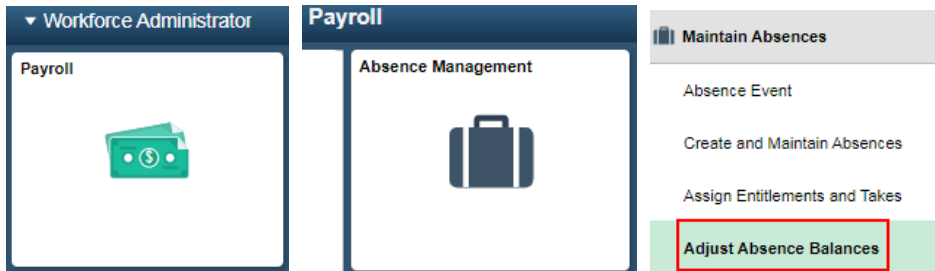 Workforce Administrator
Payroll
Payroll
Absence Management
Maintain Absences
Absence Event
Create and Maintain Absences
Assign Entitlements and Takes
Adjust Absence Balances